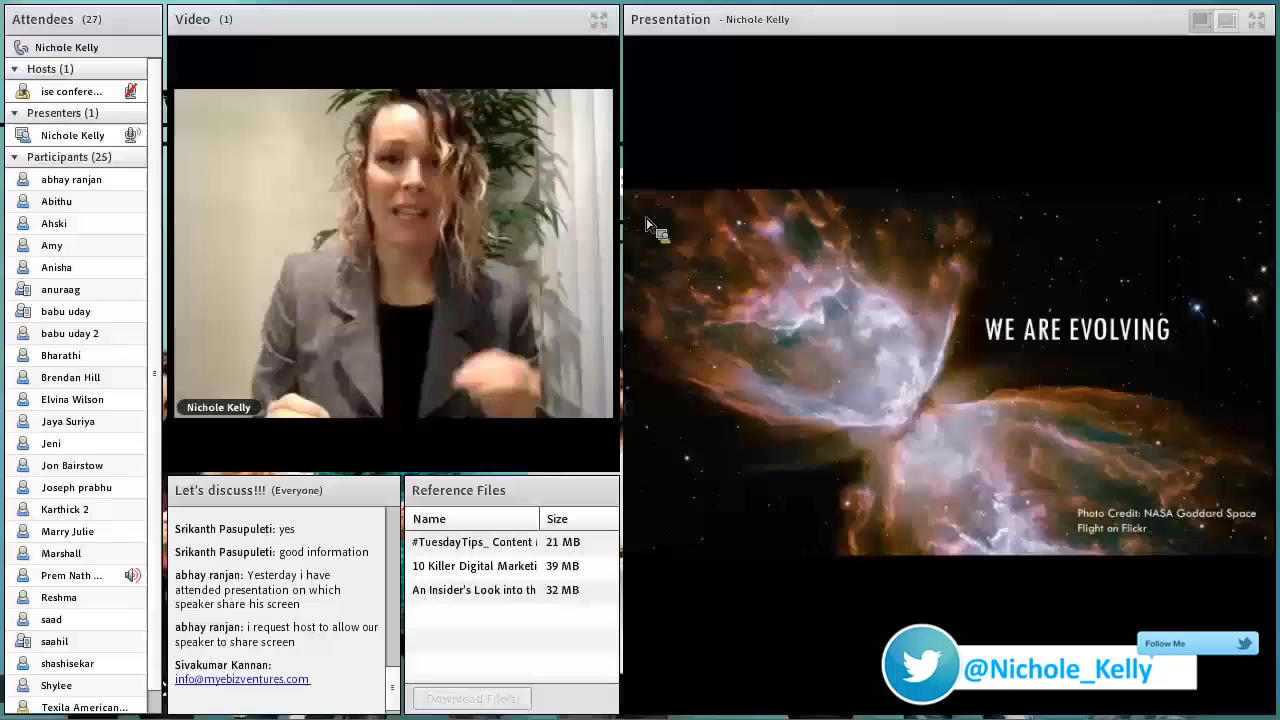 Attendees (27)
Nichole Kelly
Hosts (1)
ise confere...
Presenters (1)
Nichole Kelly
Participants (25)
abhay ranjan
Abithu
Ahski
Amy
Anisha
anuraag
babu uday
babu uday 2
Bharathi
Brendan Hill
Elvina Wilson
Jaya Suriya
Jeni
Jon Bairstow
Joseph prabhu
Karthick 2
Marry Julie
Marshall
Prem Nath ...
Reshma
saad
saahil
shashisekar
Shylee
Texila American...
Video (1)
Nichole Kelly
Let's discuss!!! (Everyone)
Srikanth Pasupuleti: yes
Srikanth Pasupuleti: good information
abhay ranjan: Yesterday i have
attended presentation on which
speaker share his screen
abhay ranjan: i request host to allow our
speaker to share screen
Sivakumar Kannan:
info@myebizventures.com
Reference Files
Name Size
#TuesdayTips_ Content 21 MB
10 Killer Digital Marketi 39 MB
An Insider's Look into th 32 MB
Download File(s)
Presentation - Nichole Kelly
WE ARE EVOLVING
Photo Credit: NASA Goddard Space
Flight on Flickr
Follow Me
@Nichole_Kelly